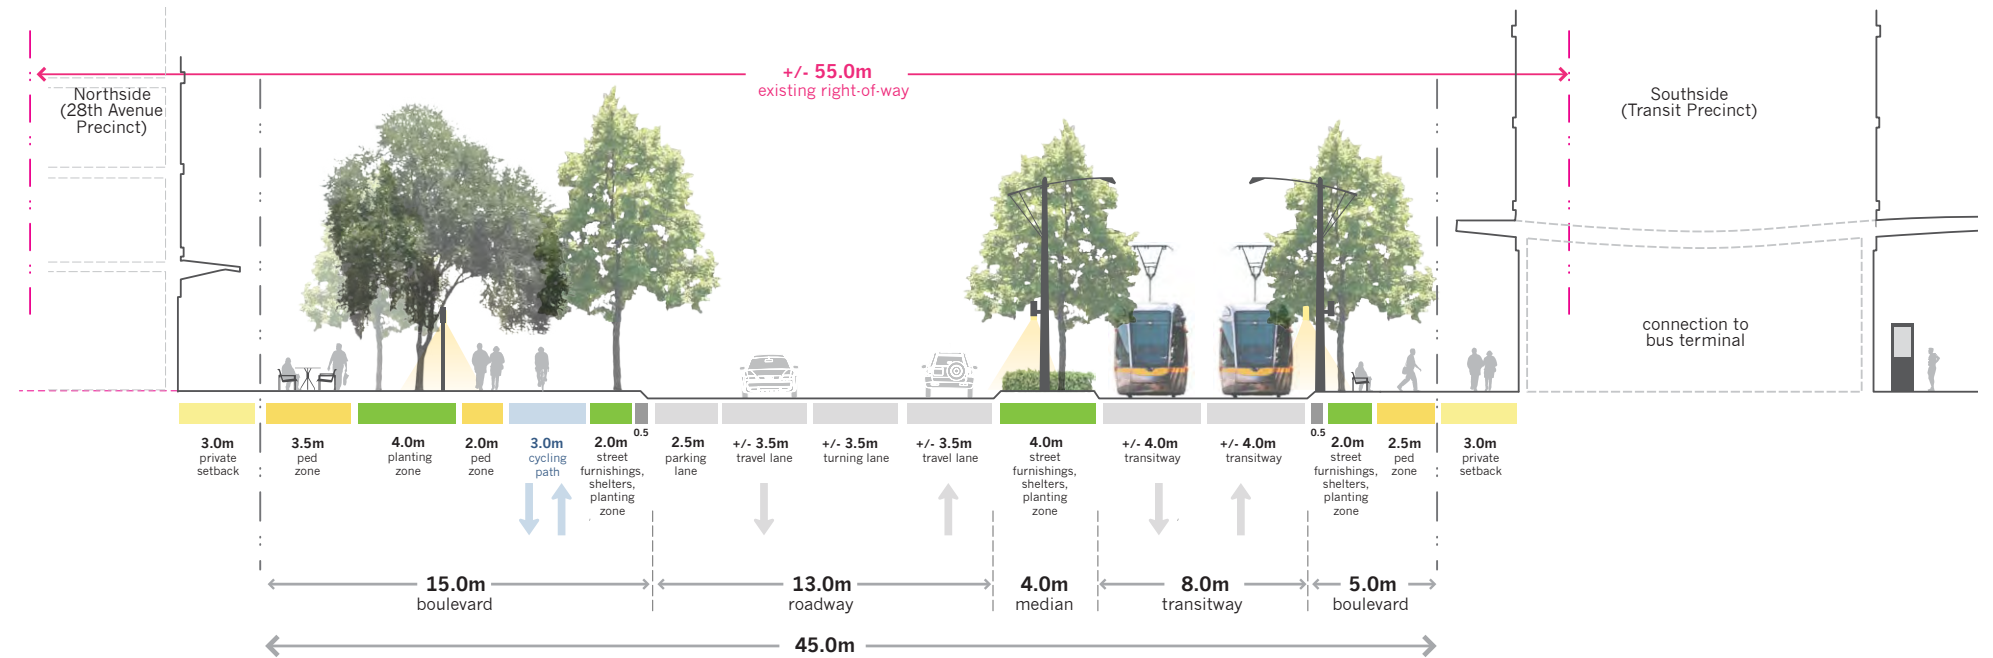 +/- 55.0m
existing right-of-way
Northside
(28th Avenue
Precinct)
Southside
(Transit Precinct)
connection to
bus terminal
3.0m
private
setback
3.5m
ped
zone
4.0m
planting
zone
2.0m
ped
zone
3.0m
cycling
path
2.0m
street
furnishings,
shelters,
planting
zone
0.5
2.5m
parking
lane
+/- 3.5m
travel lane
+/- 3.5m
turning lane
+/- 3.5m
travel lane
4.0m
street
furnishings,
shelters,
planting
zone
+/- 4.0m
transitway
+/- 4.0m
transitway
0.5
2.0m
street
furnishings,
shelters,
planting
zone
2.5m
ped
zone
3.0m
private
setback
15.0m
boulevard
13.0m
roadway
4.0m
median
8.0m
transitway
5.0m
boulevard
45.0m